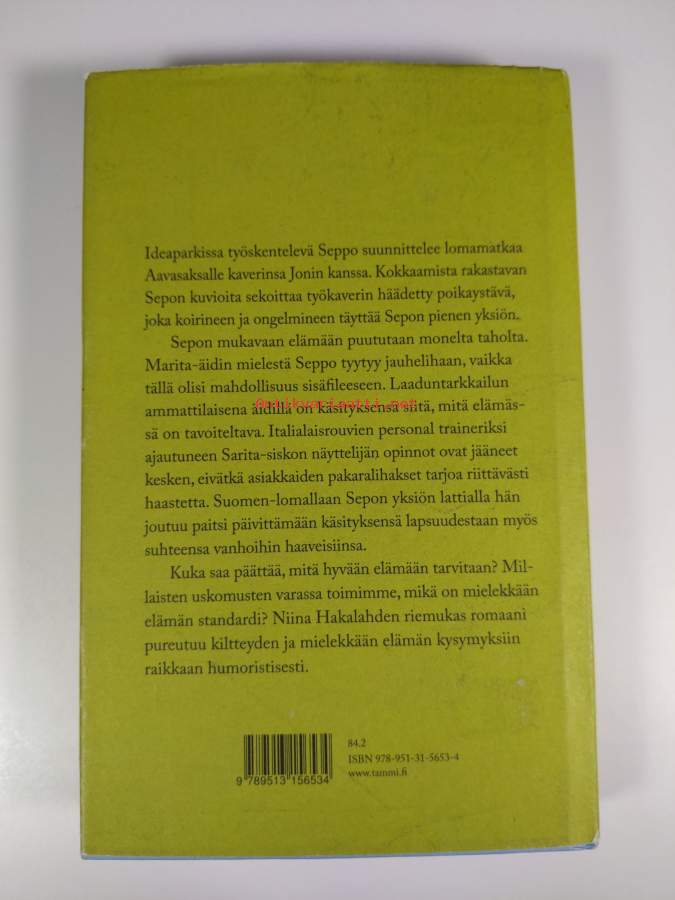 Ideaparkissa työskentelevä Seppo suunnittelee lomamatkaa
Aavasaksalle kaverinsa Jonin kanssa. Kokkaamista rakastavan
Sepon kuvioita sekoittaa työkaverin häädetty poikaystävä,
joka koirineen ja ongelmineen täyttää Sepon pienen yksiön.
Sepon mukavaan elämään puututaan monelta taholta.
Marita-äidin mielestä Seppo tyytyy jauhelihaan, vaikka
tällä olisi mahdollisuus sisäfileeseen. Laaduntarkkailun
ammattilaisena äidillä on käsityksensä siitä, mitä elämäs-
sä on tavoiteltava. Italialaisrouvien personal traineriksi
ajautuneen Sarita-siskon näyttelijän opinnot ovat jääneet
kesken, eivätkä asiakkaiden pakaralihakset tarjoa riittävästi
haastetta. Suomen-lomallaan Sepon yksiön lattialla hän
joutuu paitsi päivittämään käsityksensä lapsuudestaan myös
suhteensa vanhoihin haaveisiinsa.
Kuka saa päättää, mitä hyvään elämään tarvitaan? Mil-
laisten uskomusten varassa toimimme, mikä on mielekkään
elämän standardi? Niina Hakalahden riemukas romaani
pureutuu kiltteyden ja mielekkään elämän kysymyksiin
raikkaan humoristisesti.
Antikvariaatti.net
84.2
ISBN 978-951-31-5653-4
www.tammi.fi
9 789513 156534